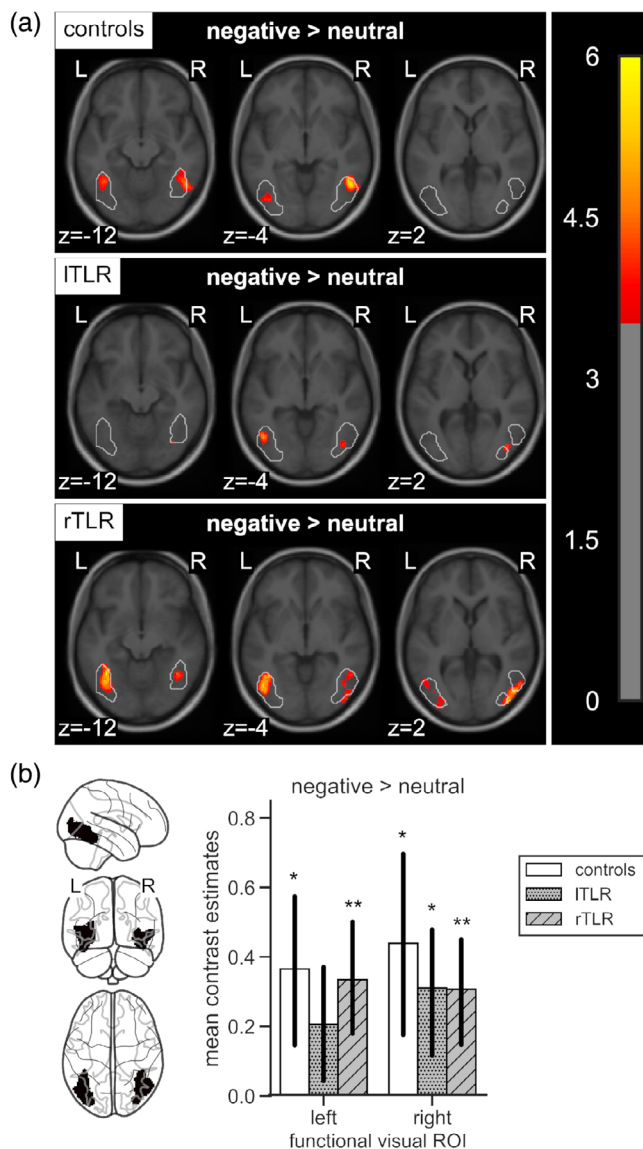 (a)
controls
negative > neutral
L R L R L R
z=-12 z=-4 z=2
lTLR
negative > neutral
L R L R L R
z=-12 z=-4 z=2
rTLR
negative > neutral
L R L R L R
z=-12 z=-4 z=2
6
4.5
3
1.5
0
(b)
L R
negative > neutral
mean contrast estimates
0.8
0.6
0.4
0.2
0.0
* ** * * **
left right
functional visual ROI
controls
lTLR
rTLR